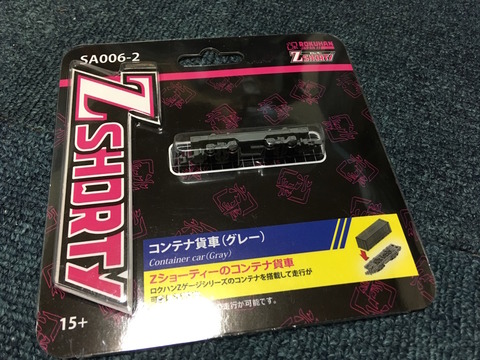 SA006-2
ROKUHAN
Z SHORTY
Z SHORTY
コンテナ貨車(グレー)
Container car (Gray)
Zショーティーのコンテナ貨車
ロクハンZゲージシリーズのコンテナを搭載して走行が
走行が可能です。
15+